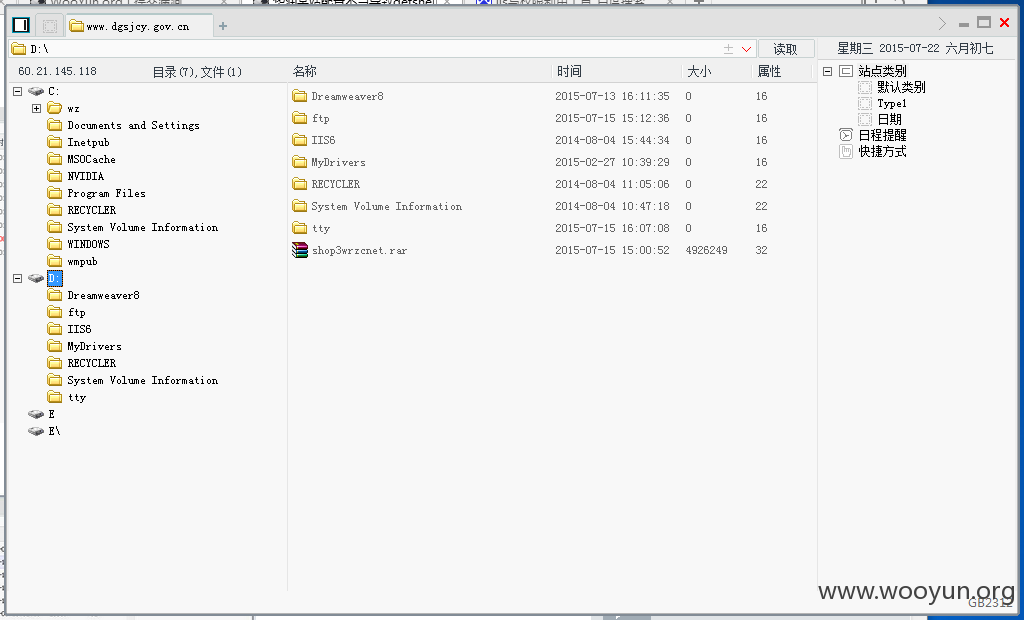 www.dgsjcy.gov.cn
D:\
读取
星期三 2015-07-22 六月初七
60.21.145.118 目录(7),文件(1)
名称 时间 大小 属性
C:
wz
Documents and Settings
Inetpub
MSOCache
NVIDIA
Program Files
RECYCLER
System Volume Information
WINDOWS
wmpub
D:
Dreamweaver8
ftp
IIS6
MyDrivers
RECYCLER
System Volume Information
tty
E
E\
Dreamweaver8 2015-07-13 16:11:35 0 16
ftp 2015-07-15 15:12:36 0 16
IIS6 2014-08-04 15:44:34 0 16
MyDrivers 2015-02-27 10:39:29 0 16
RECYCLER 2014-08-04 11:05:06 0 22
System Volume Information 2014-08-04 10:47:18 0 22
tty 2015-07-15 16:07:08 0 16
shop3wrzcnet.rar 2015-07-15 15:00:52 4926249 32
站点类别
默认类别
Type1
日期
日程提醒
快捷方式
www.wooyun.org
GB2312